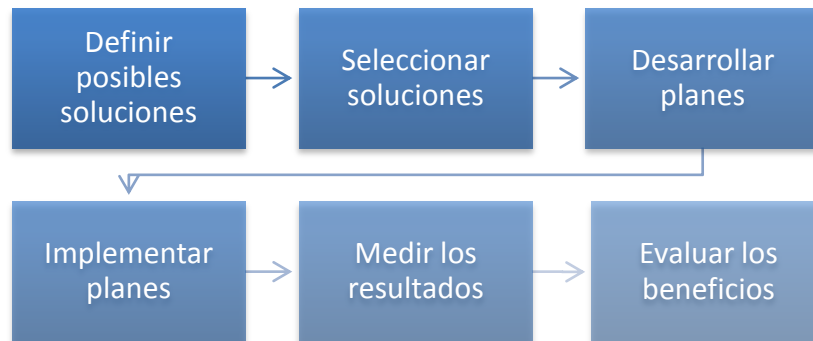 Definir
posibles
soluciones
Seleccionar
soluciones
Desarrollar
planes
Implementar
planes
Medir los
resultados
Evaluar los
beneficios